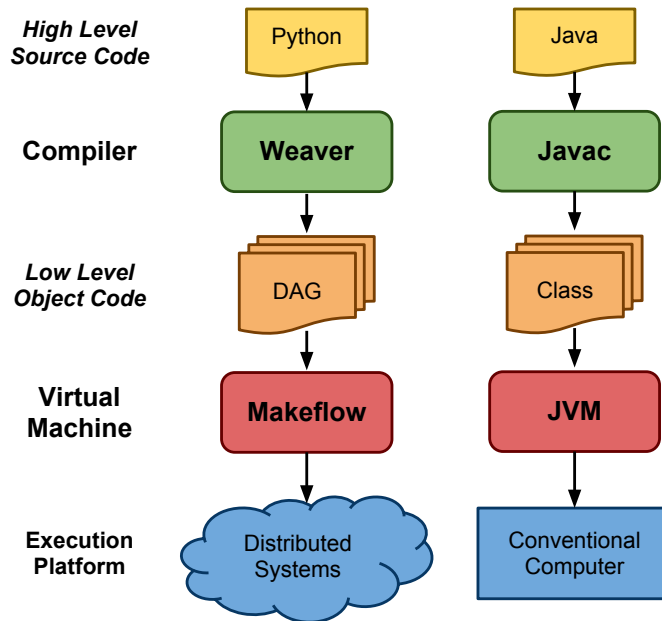 High Level
Source Code
Python
Java
Compiler
Weaver
Javac
Low Level
Object Code
DAG
Class
Virtual
Machine
Makeflow
JVM
Execution
Platform
Distributed
Systems
Conventional
Computer